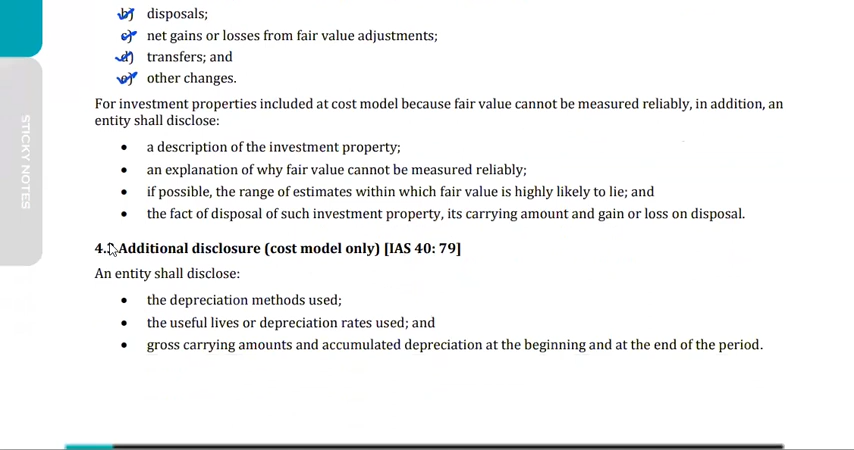 b) disposals;
c) net gains or losses from fair value adjustments;
d) transfers; and
e) other changes.
For investment properties included at cost model because fair value cannot be measured reliably, in addition, an
entity shall disclose:
• a description of the investment property;
• an explanation of why fair value cannot be measured reliably;
• if possible, the range of estimates within which fair value is highly likely to lie; and
• the fact of disposal of such investment property, its carrying amount and gain or loss on disposal.
Additional disclosure (cost model only) [IAS 40: 79]
An entity shall disclose:
• the depreciation methods used;
• the useful lives or depreciation rates used; and
• gross carrying amounts and accumulated depreciation at the beginning and at the end of the period.
STICKY NOTES